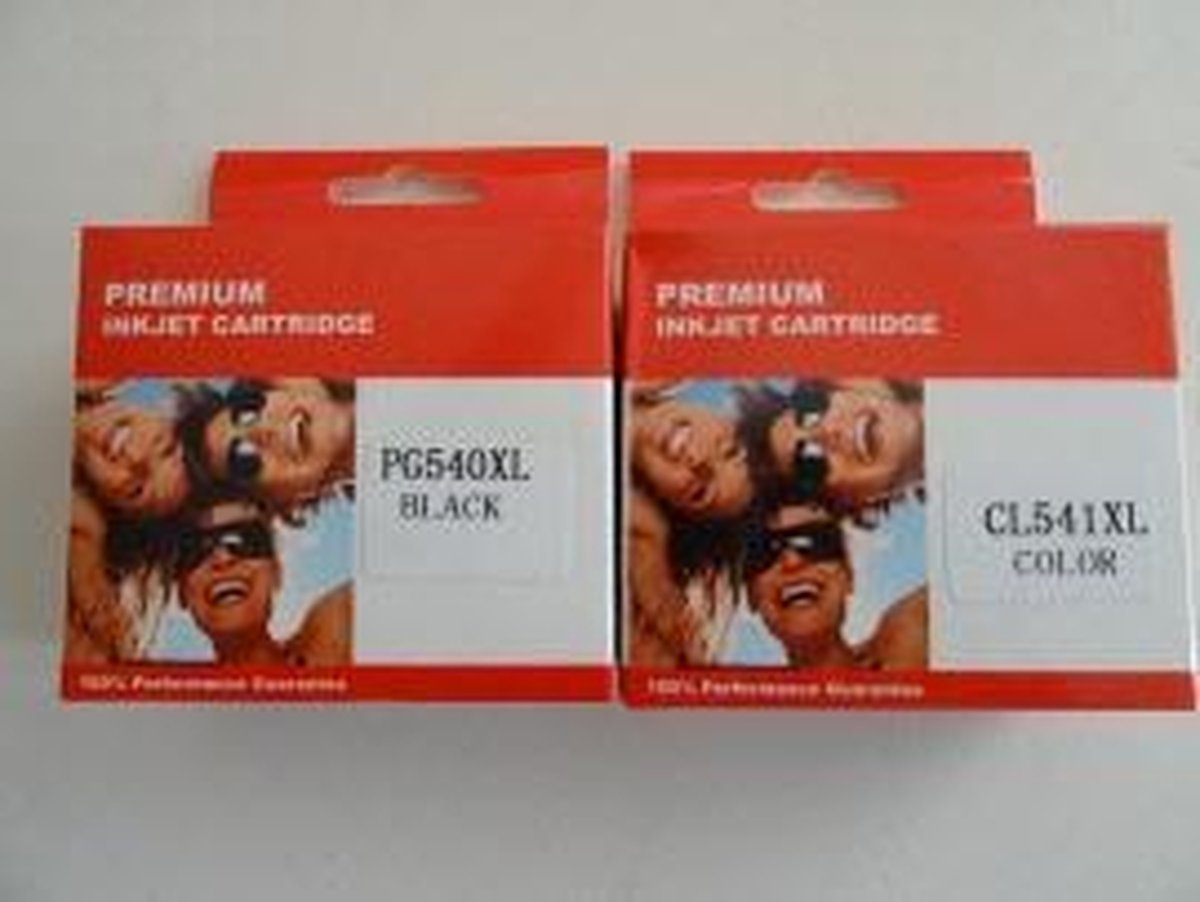 PREMIUM
INKJET CARTRIDGE
PG540XL
BLACK
100% Performance Guarantee
PREMIUM
INKJET CARTRIDGE
CL541XL
COLOR
100% Performance Guarantee